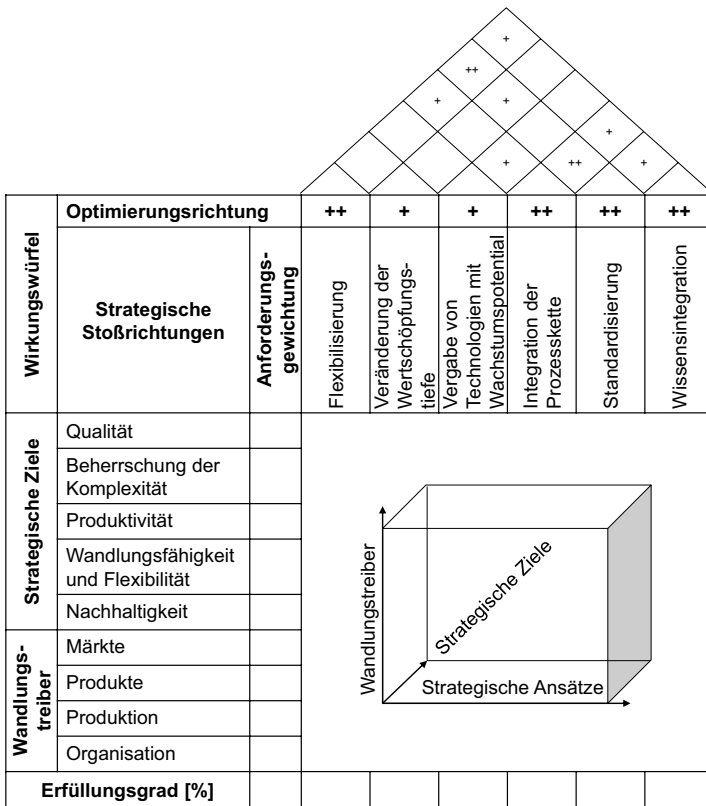 +
++
+
+
+
+
++
+
Optimierungsrichtung
++
+
+
++
++
++
Wirkungswürfel
Strategische
Stoßrichtungen
Anforderungs-
gewichtung
Flexibilisierung
Veränderung der
Wertschöpfungs-
tiefe
Vergabe von
Technologien mit
Wachstumspotential
Integration der
Prozesskette
Standardisierung
Wissensintegration
Strategische Ziele
Qualität
Beherrschung der
Komplexität
Produktivität
Wandlungsfähigkeit
und Flexibilität
Nachhaltigkeit
Wandlungs-
treiber
Märkte
Produkte
Produktion
Organisation
Wandlungstreiber
Strategische Ziele
Strategische Ansätze
Erfüllungsgrad [%]